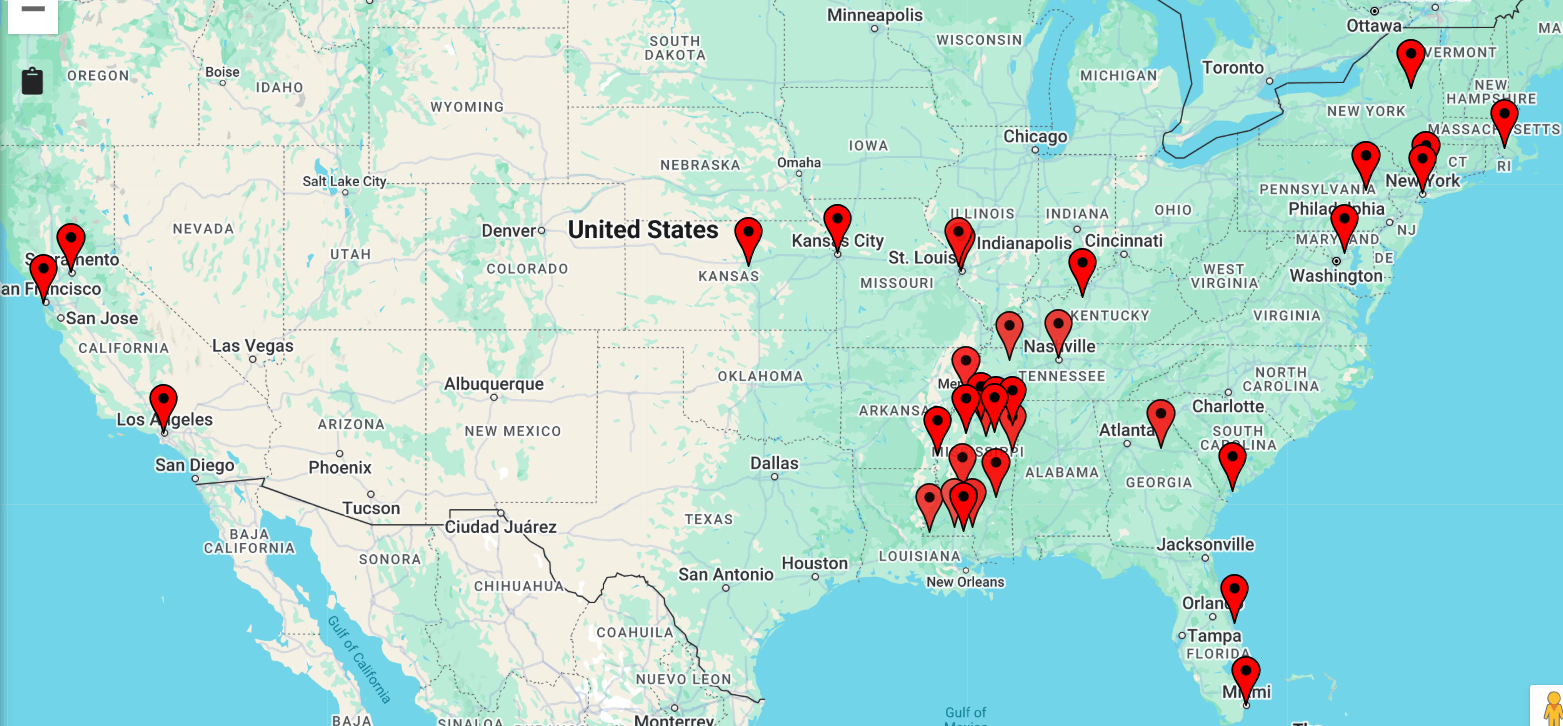 Minneapolis
Ottawa
SOUTH
DAKOTA
WISCONSIN
MICHIGAN
Toronto
VERMONT
MA
OREGON
Boise
IDAHO
WYOMING
NEW YORK
NEW
HAMPSHIRE
MASSACHUSETTS
Chicago
IOWA
NEBRASKA
Omaha
CT
RI
Salt Lake City
PENNSYLVANIA
New York
NEVADA
Denver
United States
Kansas City
ILLINOIS
INDIANA
OHIO
Philadelphia
NJ
Indianapolis
Cincinnati
MARYLAND
UTAH
Sacramento
COLORADO
KANSAS
St. Louis
MISSOURI
WEST
VIRGINIA
DE
Washington
an Francisco
San Jose
CALIFORNIA
Las Vegas
KENTUCKY
VIRGINIA
Nashville
TENNESSEE
Albuquerque
OKLAHOMA
Mem
NORTH
CAROLINA
ARKANSA
Charlotte
Los Angeles
ARIZONA
NEW MEXICO
Atlanta
SOUTH
CAROLINA
San Diego
Phoenix
Dallas
MISSISSIPPI
ALABAMA
GEORGIA
Tucson
Ciudad Juárez
TEXAS
BAJA
CALIFORNIA
SONORA
CHIHUAHUA
LOUISIANA
Jacksonville
San Antonio
Houston
New Orleans
Orlando
Tampa
FLORIDA
COAHUILA
Gulf of California
NUEVO LEON
Miami
BAJA
SINALOA
Monterrey
Gulf of